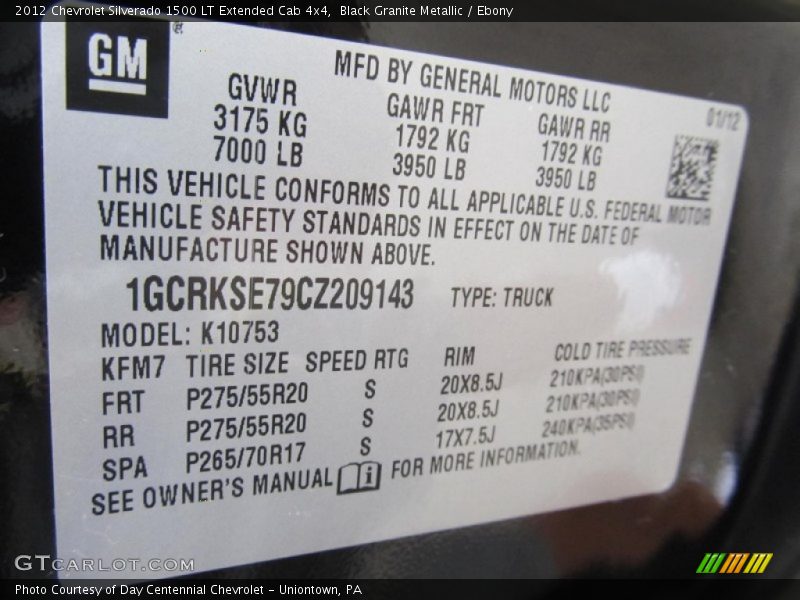 2012 Chevrolet Silverado 1500 LT Extended Cab 4x4, Black Granite Metallic / Ebony
GM
MFD BY GENERAL MOTORS LLC
01/12
GVWR GAWR FRT GAWR RR
3175 KG 1792 KG 1792 KG
7000 LB 3950 LB 3950 LB
THIS VEHICLE CONFORMS TO ALL APPLICABLE U.S. FEDERAL MOTOR
VEHICLE SAFETY STANDARDS IN EFFECT ON THE DATE OF
MANUFACTURE SHOWN ABOVE.
1GCRKSE79CZ209143 TYPE: TRUCK
MODEL: K10753
KFM7 TIRE SIZE SPEED RTG RIM COLD TIRE PRESSURE
FRT P275/55R20 S 20X8.5J 210KPA(30PSI)
RR P275/55R20 S 20X8.5J 210KPA(30PSI)
SPA P265/70R17 S 17X7.5J 240KPA(35PSI)
SEE OWNER'S MANUAL i FOR MORE INFORMATION.
GTCARLOT.COM
Photo Courtesy of Day Centennial Chevrolet - Uniontown, PA